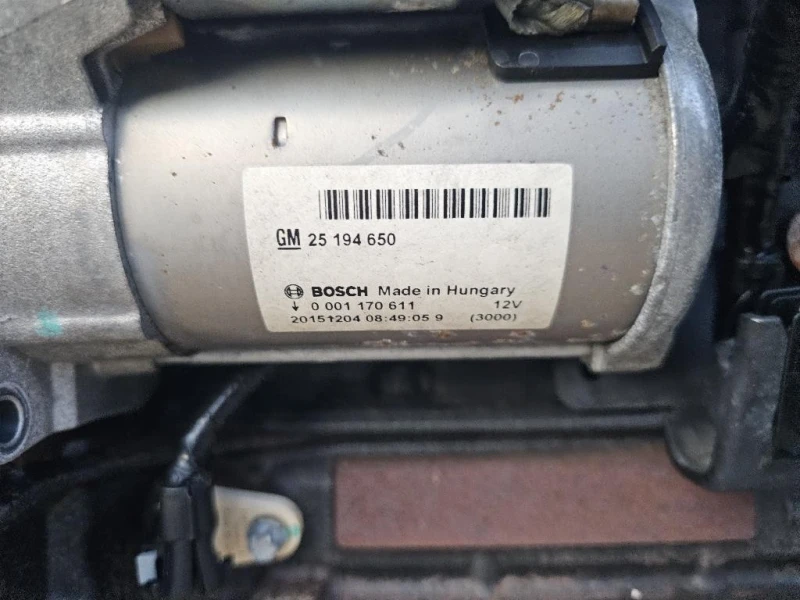 GM 25 194 650
BOSCH Made in Hungary
0 001 170 611 12V
20151204 08:49:05 9 (3000)